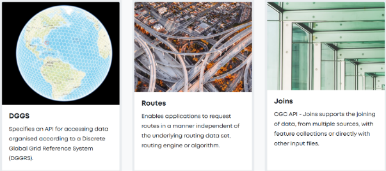 DGGS
Specifies an API for accessing data
organised according to a Discrete
Global Grid Reference System
(DGGRS).
Routes
Enables applications to request
routes in a manner independent of
the underlying routing data set,
routing engine or algorithm.
Joins
OGC API - Joins supports the joining
of data, from multiple sources, with
feature collections or directly with
other input files.